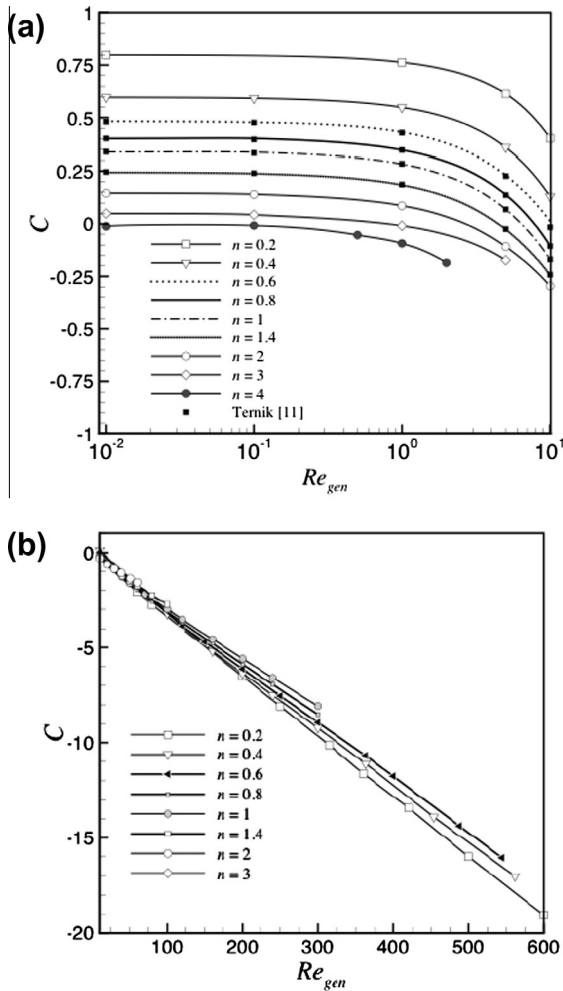 (a)
1
0.75
0.5
0.25
0
-0.25
-0.5
-0.75
-1
C
n = 0.2
n = 0.4
n = 0.6
n = 0.8
n = 1
n = 1.4
n = 2
n = 3
n = 4
Ternik [11]
10-2 10-1 100 101
Regen
(b)
0
-5
-10
-15
-20
C
n = 0.2
n = 0.4
n = 0.6
n = 0.8
n = 1
n = 1.4
n = 2
n = 3
100 200 300 400 500 600
Regen